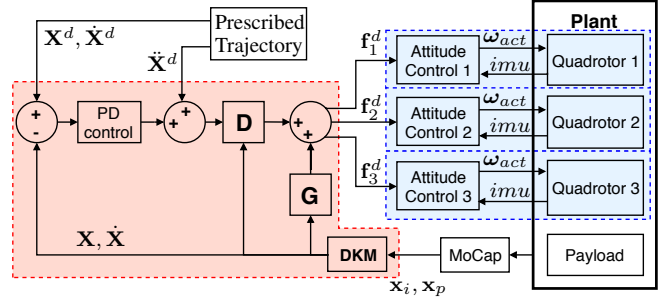 Plant
Prescribed
Trajectory
X^d, Ẋ^d
Ẍ^d
f_1^d
Attitude
Control 1
ω_act
imu
Quadrotor 1
+
-
PD
control
+
+
D
+
+
f_2^d
Attitude
Control 2
ω_act
imu
Quadrotor 2
G
f_3^d
Attitude
Control 3
ω_act
imu
Quadrotor 3
X, Ẋ
DKM
MoCap
Payload
x_i, x_p